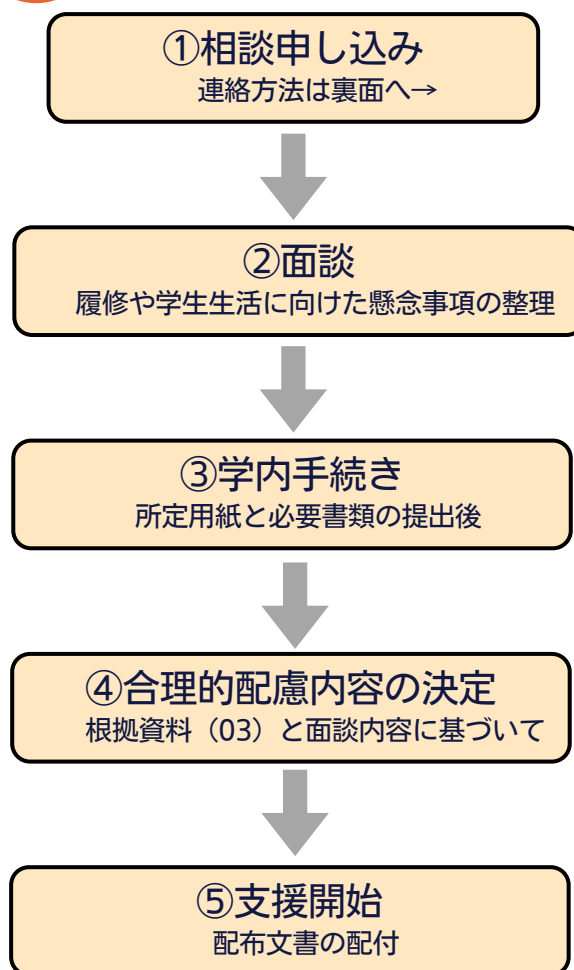 ①相談申し込み
連絡方法は裏面へ→
②面談
履修や学生生活に向けた懸念事項の整理
③学内手続き
所定用紙と必要書類の提出後
④合理的配慮内容の決定
根拠資料（03）と面談内容に基づいて
⑤支援開始
配布文書の配付